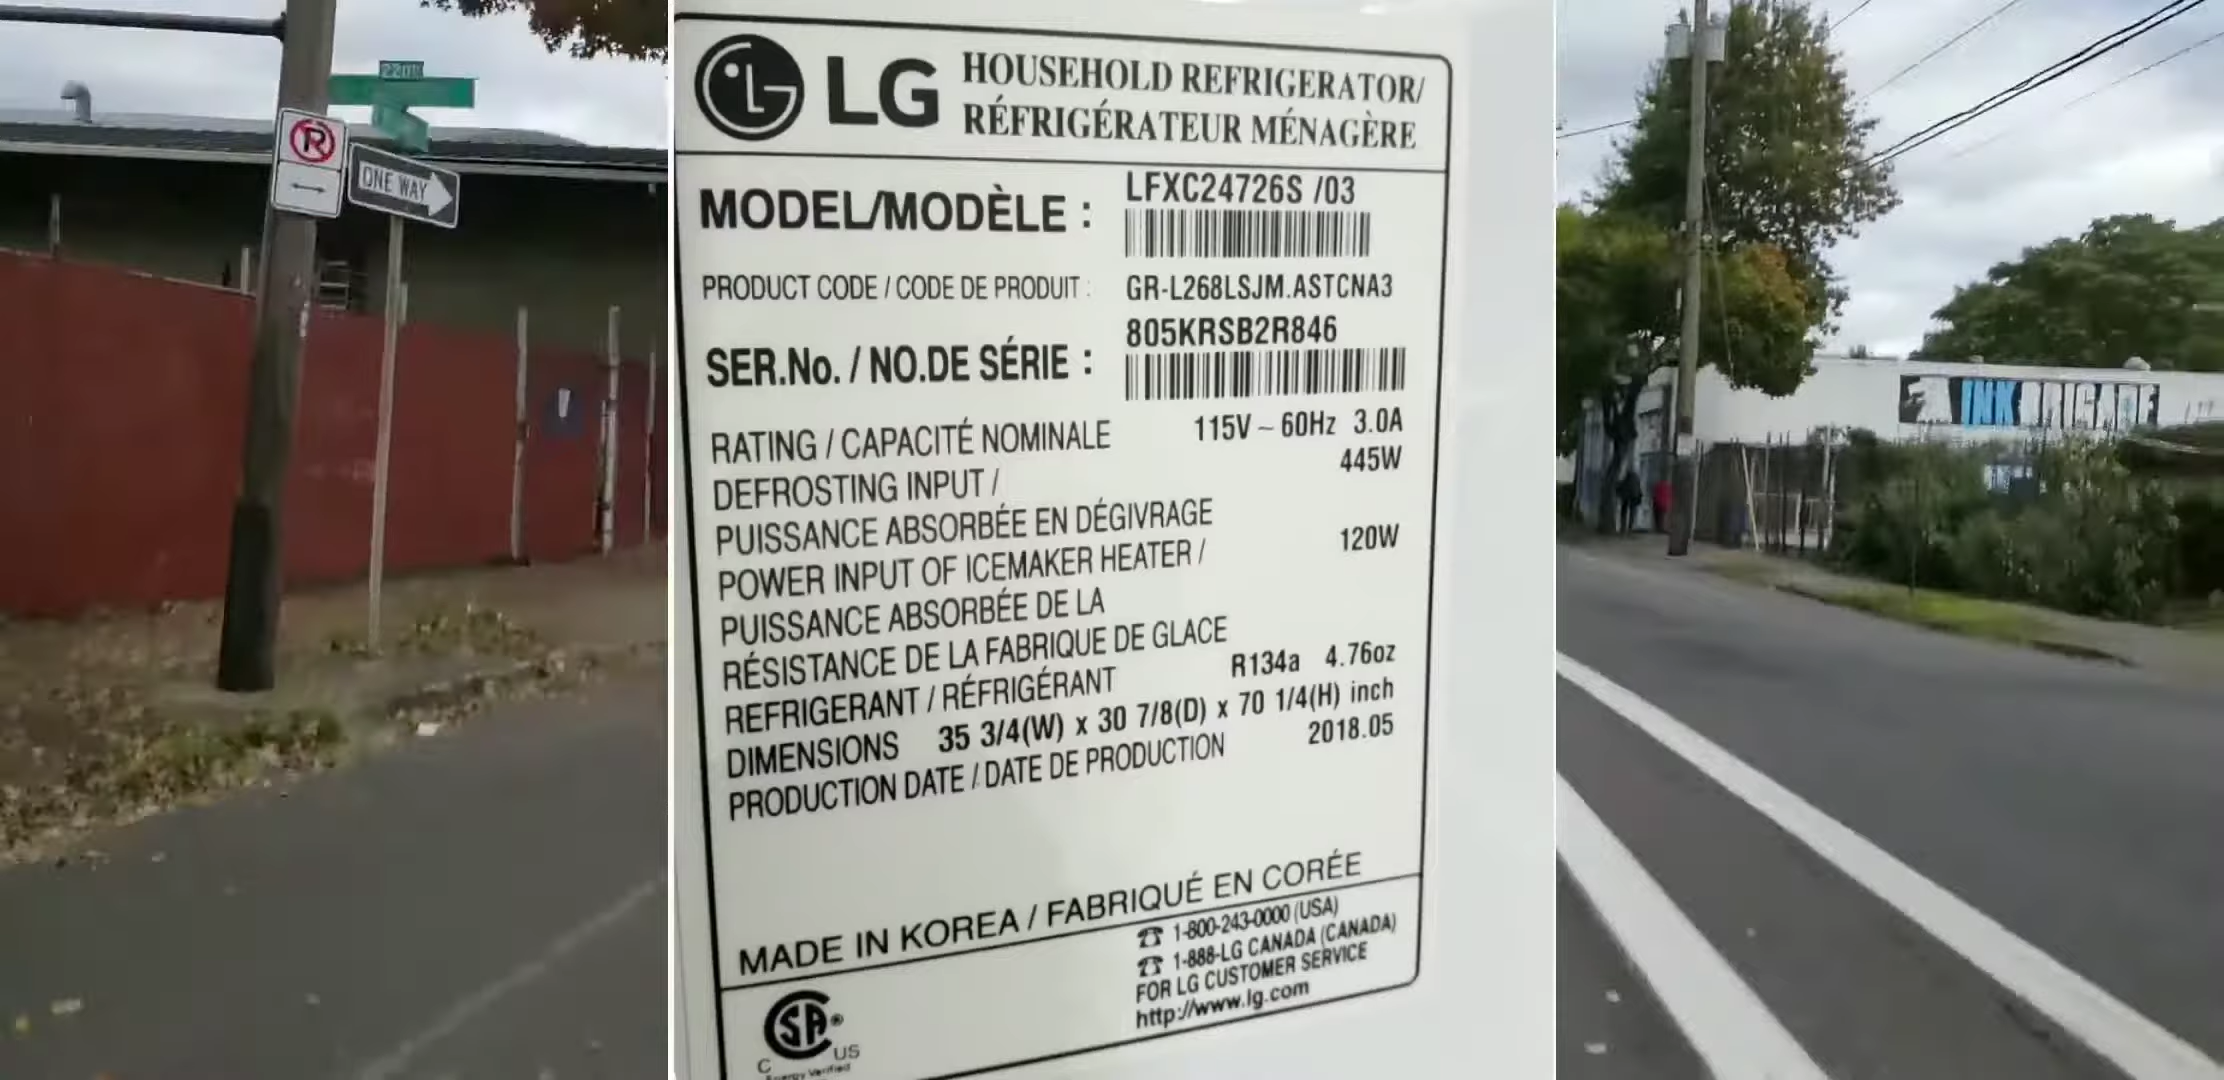 2200
P
ONE WAY
LG HOUSEHOLD REFRIGERATOR/
RÉFRIGÉRATEUR MÉNAGÈRE
MODEL/MODÈLE : LFXC24726S /03
PRODUCT CODE / CODE DE PRODUIT : GR-L268LSJM.ASTCNA3
SER.No. / NO.DE SÉRIE : 805KRSB2R846
RATING / CAPACITÉ NOMINALE 115V ~ 60Hz 3.0A
DEFROSTING INPUT / 445W
PUISSANCE ABSORBÉE EN DÉGIVRAGE
POWER INPUT OF ICEMAKER HEATER / 120W
PUISSANCE ABSORBÉE DE LA
RÉSISTANCE DE LA FABRIQUE DE GLACE
REFRIGERANT / RÉFRIGÉRANT R134a 4.76oz
DIMENSIONS 35 3/4(W) x 30 7/8(D) x 70 1/4(H) inch
PRODUCTION DATE / DATE DE PRODUCTION 2018.05
MADE IN KOREA / FABRIQUÉ EN CORÉE
1-800-243-0000 (USA)
1-888-LG CANADA (CANADA)
FOR LG CUSTOMER SERVICE
http://www.lg.com
CSA®
C US
Energy Verified
INK BRIGADE